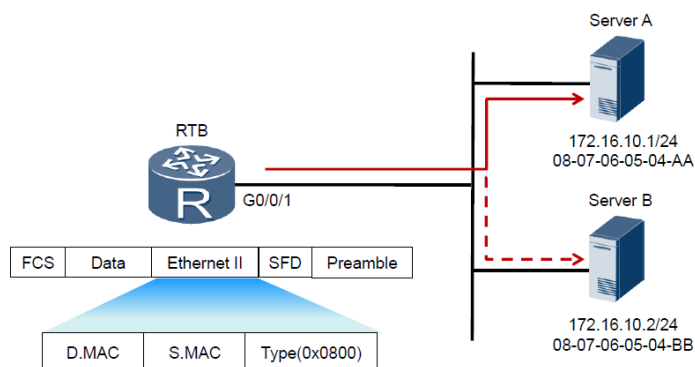 Server A
172.16.10.1/24
08-07-06-05-04-AA
RTB
R
G0/0/1
Server B
172.16.10.2/24
08-07-06-05-04-BB
FCS Data Ethernet II SFD Preamble
D.MAC S.MAC Type(0x0800)